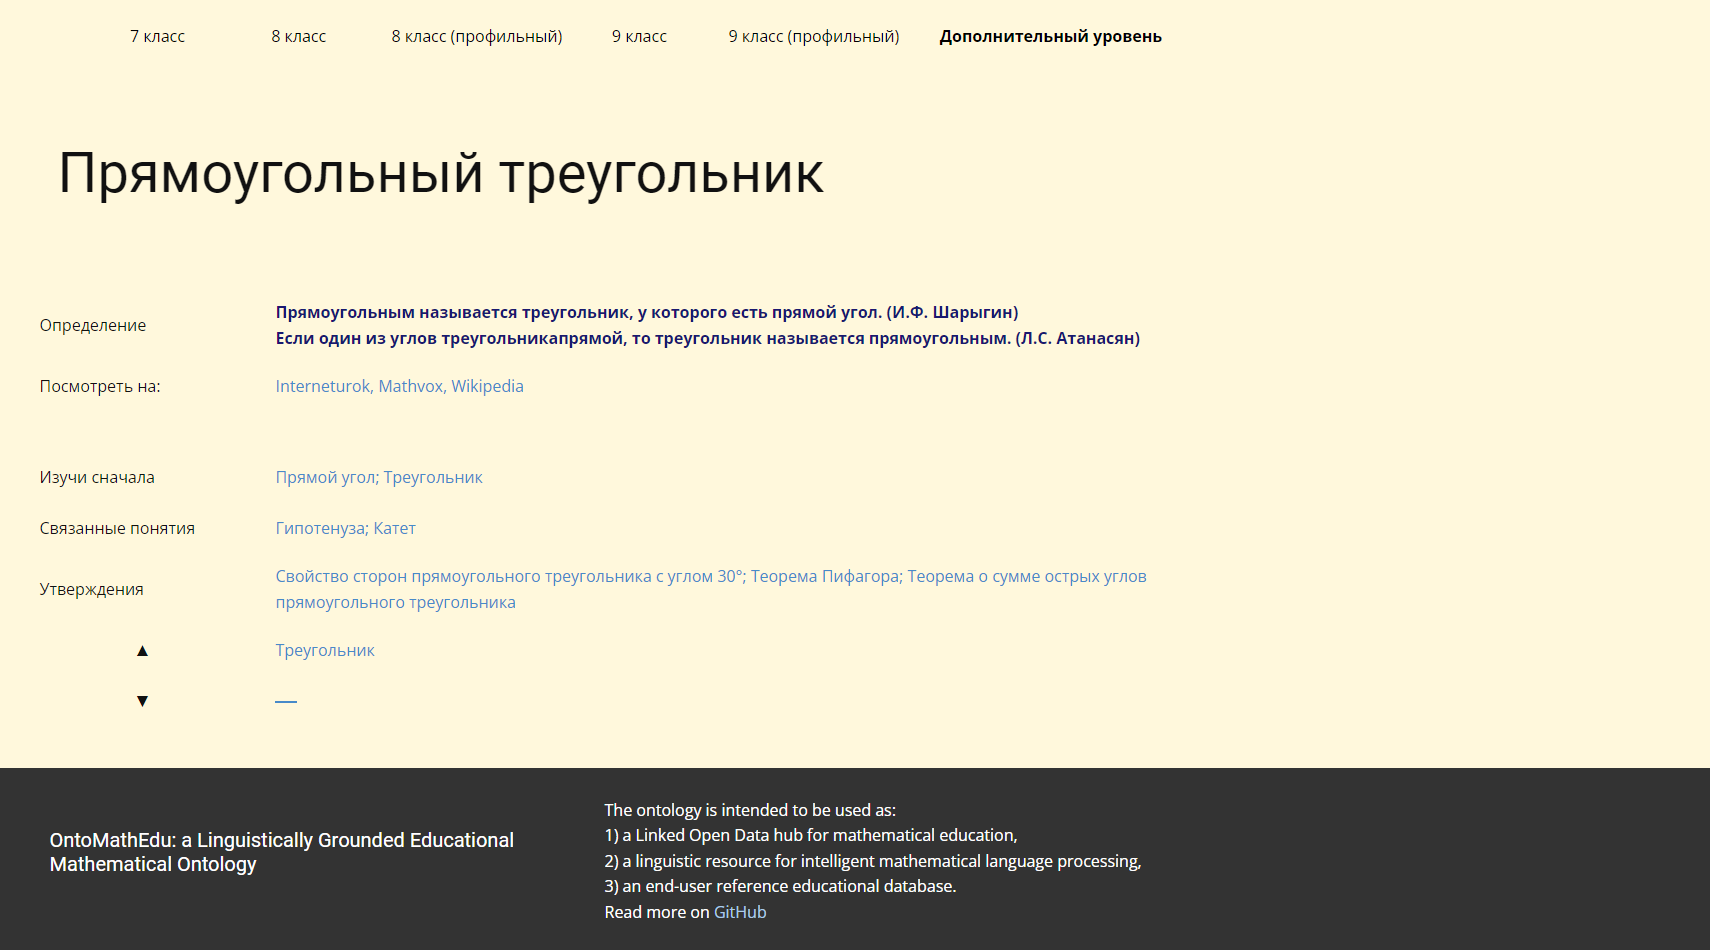 7 класс 8 класс 8 класс (профильный) 9 класс 9 класс (профильный) Дополнительный уровень
Прямоугольный треугольник
Определение
Прямоугольным называется треугольник, у которого есть прямой угол. (И.Ф. Шарыгин)
Если один из углов треугольникапрямой, то треугольник называется прямоугольным. (Л.С. Атанасян)
Посмотреть на: Interneturok, Mathvox, Wikipedia
Изучи сначала Прямой угол; Треугольник
Связанные понятия Гипотенуза; Катет
Утверждения
Свойство сторон прямоугольного треугольника с углом 30°; Теорема Пифагора; Теорема о сумме острых углов
прямоугольного треугольника
▲ Треугольник
▼ —
OntoMathEdu: a Linguistically Grounded Educational
Mathematical Ontology
The ontology is intended to be used as:
1) a Linked Open Data hub for mathematical education,
2) a linguistic resource for intelligent mathematical language processing,
3) an end-user reference educational database.
Read more on GitHub